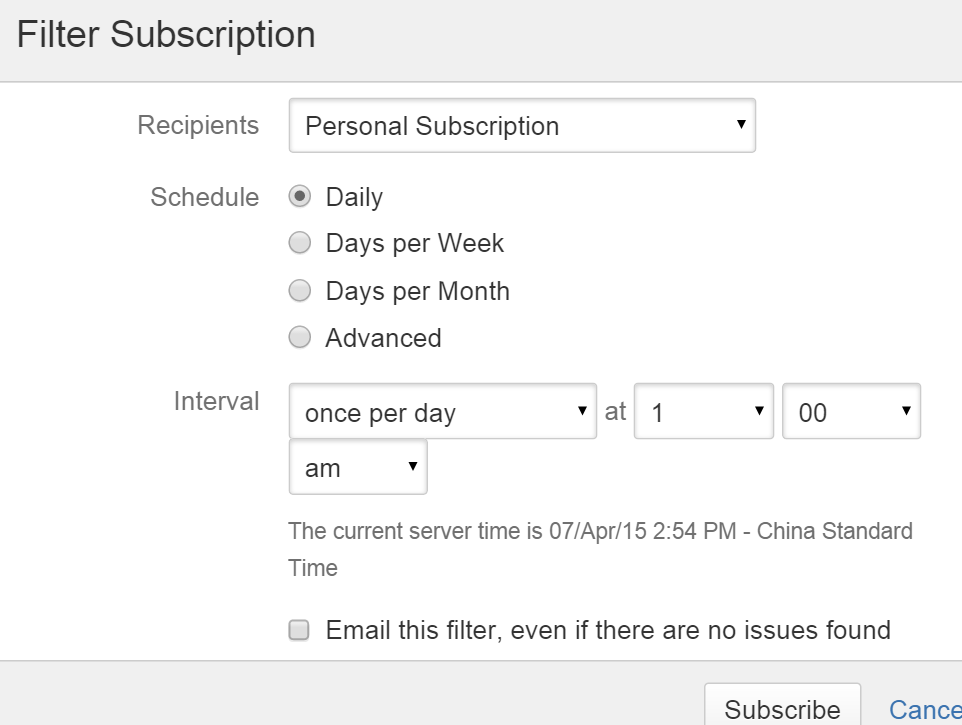 Filter Subscription
Recipients Personal Subscription
Schedule Daily
Days per Week
Days per Month
Advanced
Interval once per day at 1 00
am
The current server time is 07/Apr/15 2:54 PM - China Standard
Time
Email this filter, even if there are no issues found
Subscribe Cance